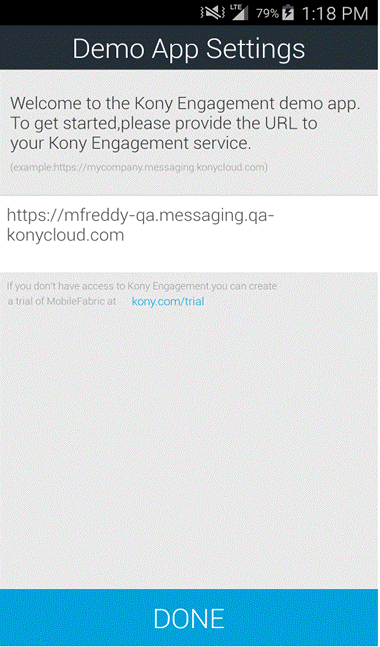 LTE 79% 1:18 PM
Demo App Settings
Welcome to the Kony Engagement demo app.
To get started,please provide the URL to
your Kony Engagement service.
(example:https://mycompany.messaging.konycloud.com)
https://mfreddy-qa.messaging.qa-
konycloud.com
If you don't have access to Kony Engagement.you can create
a trial of MobileFabric at kony.com/trial
DONE